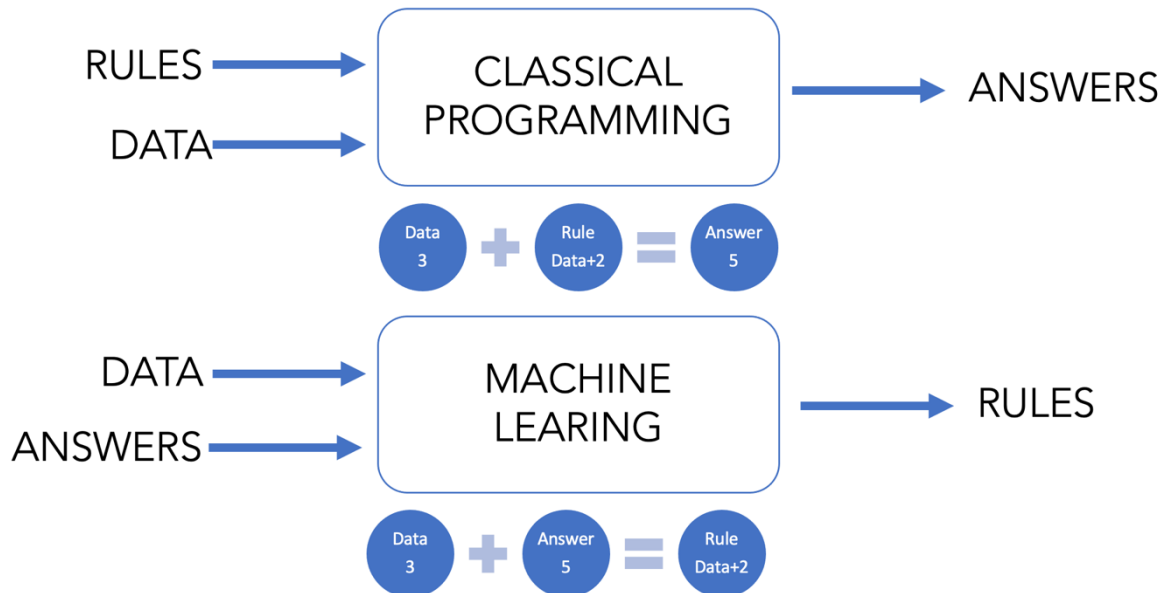 RULES
DATA
CLASSICAL
PROGRAMMING
ANSWERS
Data
3
Rule
Data+2
Answer
5
DATA
ANSWERS
MACHINE
LEARING
RULES
Data
3
Answer
5
Rule
Data+2